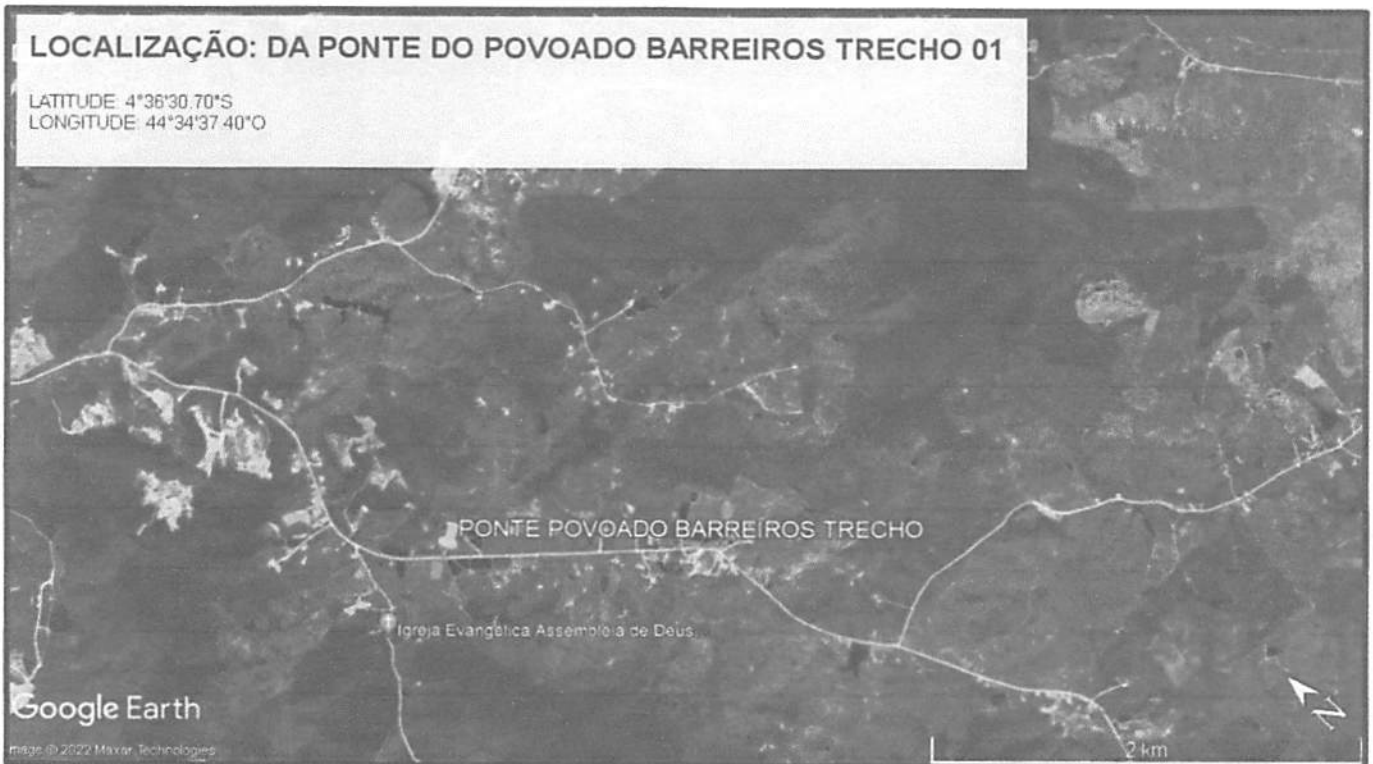 LOCALIZAÇÃO: DA PONTE DO POVOADO BARREIROS TRECHO 01
LATITUDE: 4°36'30.70"S
LONGITUDE: 44°34'37.40"O
PONTE POVOADO BARREIROS TRECHO
Igreja Evangélica Assembleia de Deus
Google Earth
Image © 2022 Maxar Technologies
N
2 km